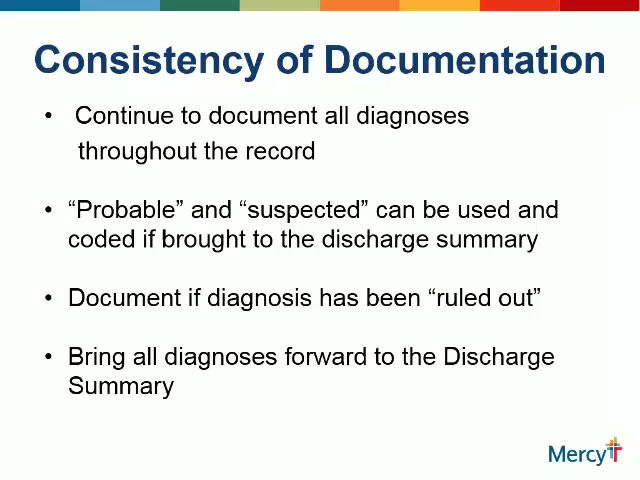 Consistency of Documentation
• Continue to document all diagnoses
throughout the record
• “Probable” and “suspected” can be used and
coded if brought to the discharge summary
• Document if diagnosis has been “ruled out”
• Bring all diagnoses forward to the Discharge
Summary
Mercy